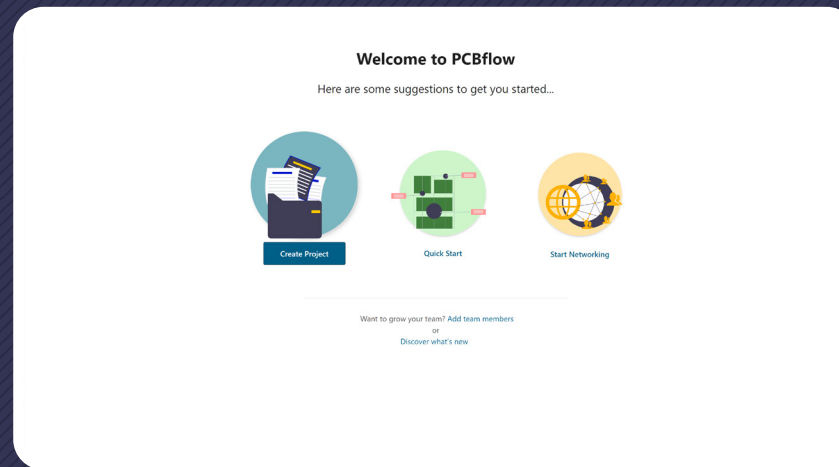 Welcome to PCBflow
Here are some suggestions to get you started...
Create Project
Quick Start
Start Networking
Want to grow your team? Add team members
or
Discover what's new